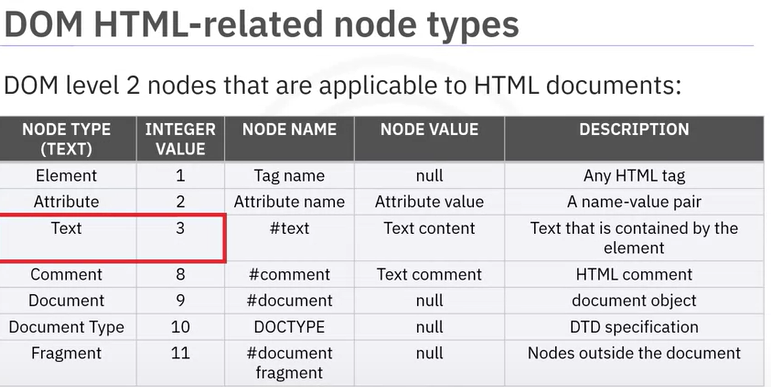 DOM HTML-related node types
DOM level 2 nodes that are applicable to HTML documents:
NODE TYPE (TEXT) INTEGER VALUE NODE NAME NODE VALUE DESCRIPTION
Element 1 Tag name null Any HTML tag
Attribute 2 Attribute name Attribute value A name-value pair
Text 3 #text Text content Text that is contained by the element
Comment 8 #comment Text comment HTML comment
Document 9 #document null document object
Document Type 10 DOCTYPE null DTD specification
Fragment 11 #document fragment null Nodes outside the document